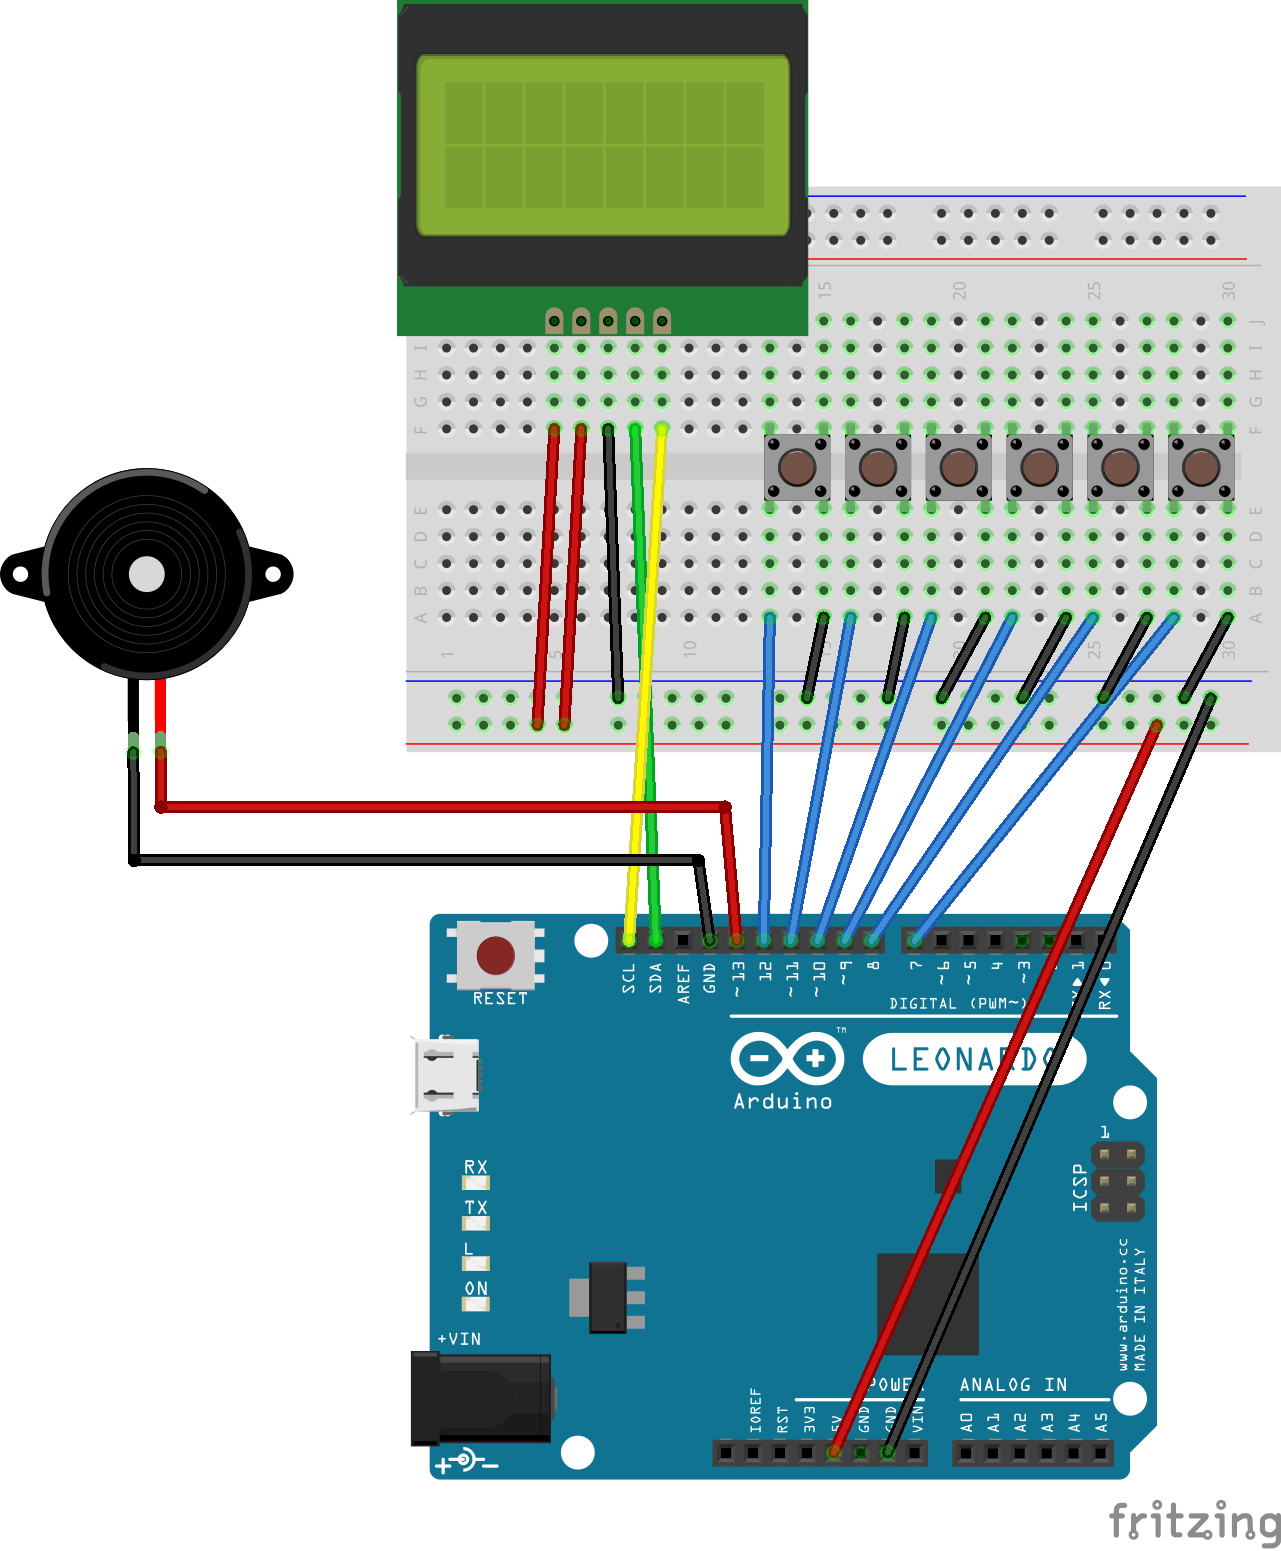 15 20 25 30
J
I I
H H
G G
F F
E E
D D
C C
B B
A A
1 5 10 15 20 25 30
SCL SDA AREF GND ~13 12 ~11 ~10 ~9 8 7 ~6 ~5 4 ~3 1 0
RESET
DIGITAL (PWM~)
RX
TM
LEONARDO
Arduino
1
ICSP
RX
TX
L
ON
+VIN
www.arduino.cc
MADE IN ITALY
POWER ANALOG IN
IOREF RST 3V3 5V GND GND VIN A0 A1 A2 A3 A4 A5
+ −
fritzing